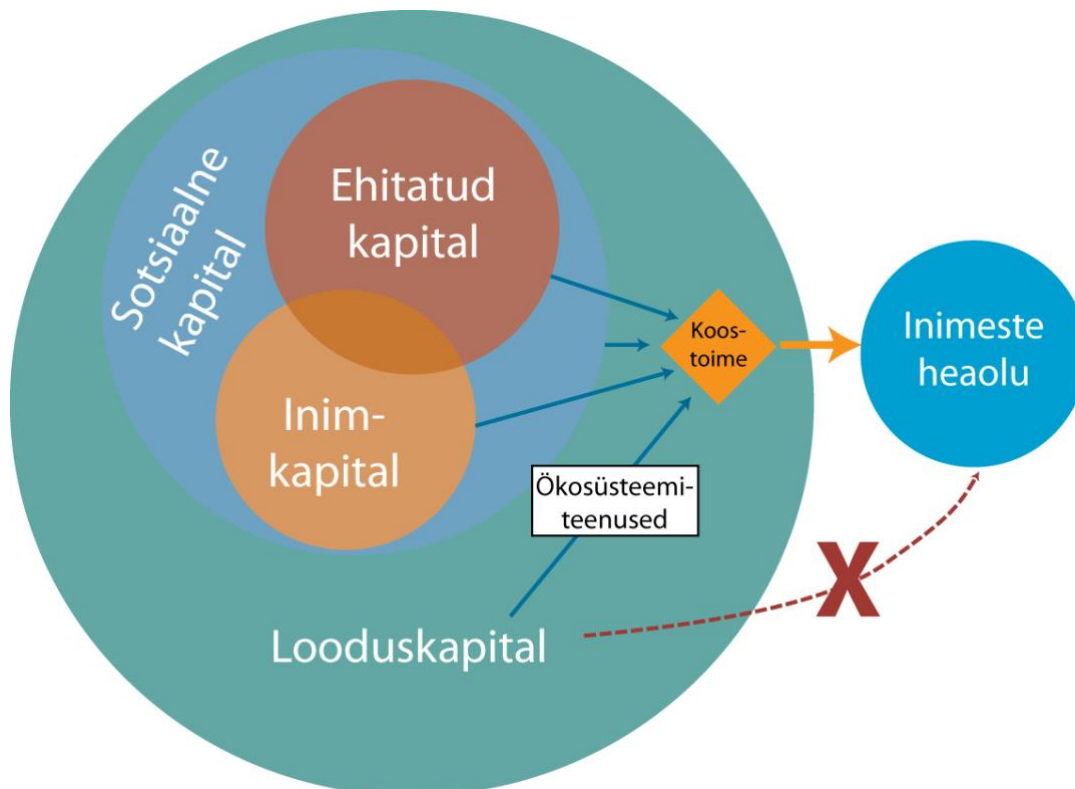 Sotsiaalne
kapital
Ehitatud
kapital
Inim-
kapital
Koos-
toime
Inimeste
heaolu
Ökosüsteemi-
teenused
X
Looduskapital